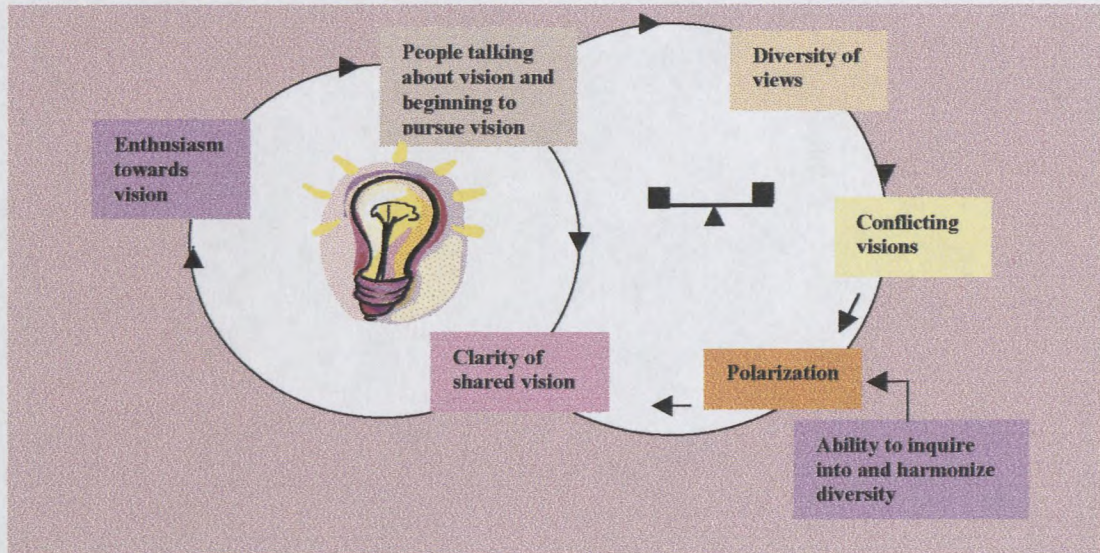 People talking
about vision and
beginning to
pursue vision
Diversity of
views
Enthusiasm
towards
vision
Conflicting
visions
Clarity of
shared vision
Polarization
Ability to inquire
into and harmonize
diversity